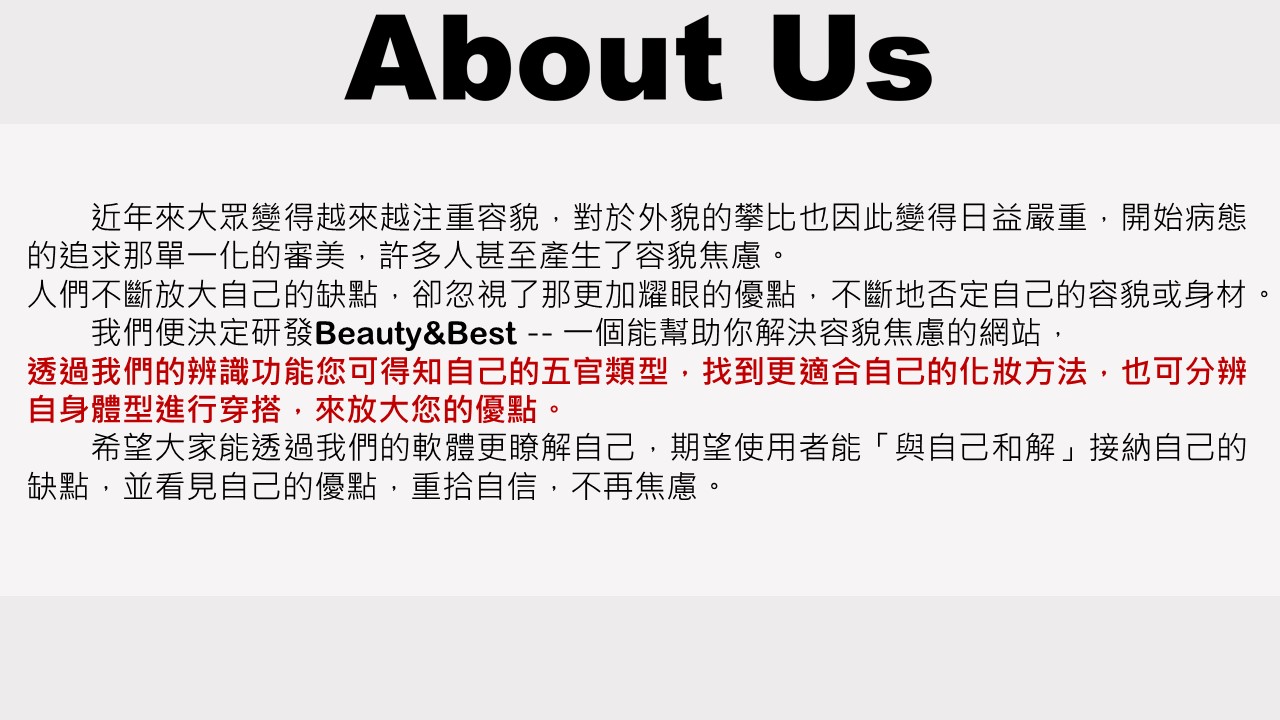 About Us
近年來大眾變得越來越注重容貌，對於外貌的攀比也因此變得日益嚴重，開始病態
的追求那單一化的審美，許多人甚至產生了容貌焦慮。
人們不斷放大自己的缺點，卻忽視了那更加耀眼的優點，不斷地否定自己的容貌或身材。
我們便決定研發Beauty&Best -- 一個能幫助你解決容貌焦慮的網站，
透過我們的辨識功能您可得知自己的五官類型，找到更適合自己的化妝方法，也可分辨
自身體型進行穿搭，來放大您的優點。
希望大家能透過我們的軟體更瞭解自己，期望使用者能「與自己和解」接納自己的
缺點，並看見自己的優點，重拾自信，不再焦慮。